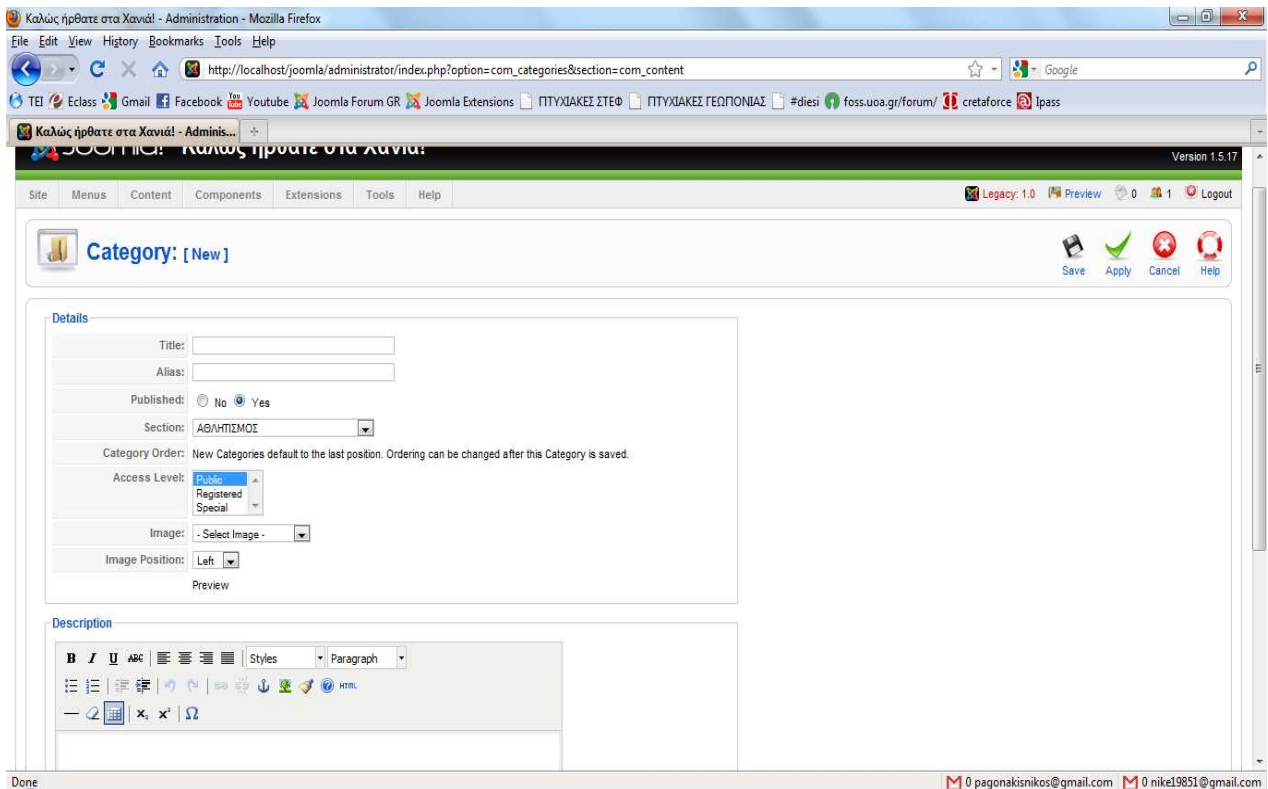 Καλώς ήρθατε στα Χανιά! - Administration - Mozilla Firefox
File Edit View History Bookmarks Tools Help
http://localhost/joomla/administrator/index.php?option=com_categories&section=com_content
Google
TEI Eclass Gmail Facebook Youtube Joomla Forum GR Joomla Extensions ΠΤΥΧΙΑΚΕΣ ΣΤΕΦ ΠΤΥΧΙΑΚΕΣ ΓΕΩΠΟΝΙΑΣ #diesi foss.uoa.gr/forum/ cretaforce Ipass
Καλώς ήρθατε στα Χανιά! - Adminis...
Joomla! Καλώς ήρθατε στα Χανιά!
Version 1.5.17
Site Menus Content Components Extensions Tools Help
Legacy: 1.0 Preview 0 1 Logout
Category: [ New ]
Save Apply Cancel Help
Details
Title:
Alias:
Published: No Yes
Section: ΑΘΛΗΤΙΣΜΟΣ
Category Order: New Categories default to the last position. Ordering can be changed after this Category is saved.
Access Level: Public
Registered
Special
Image: - Select Image -
Image Position: Left
Preview
Description
B I U ABC Styles Paragraph
HTML
x₂ x² Ω
Done
0 pagonakisnikos@gmail.com 0 nike19851@gmail.com